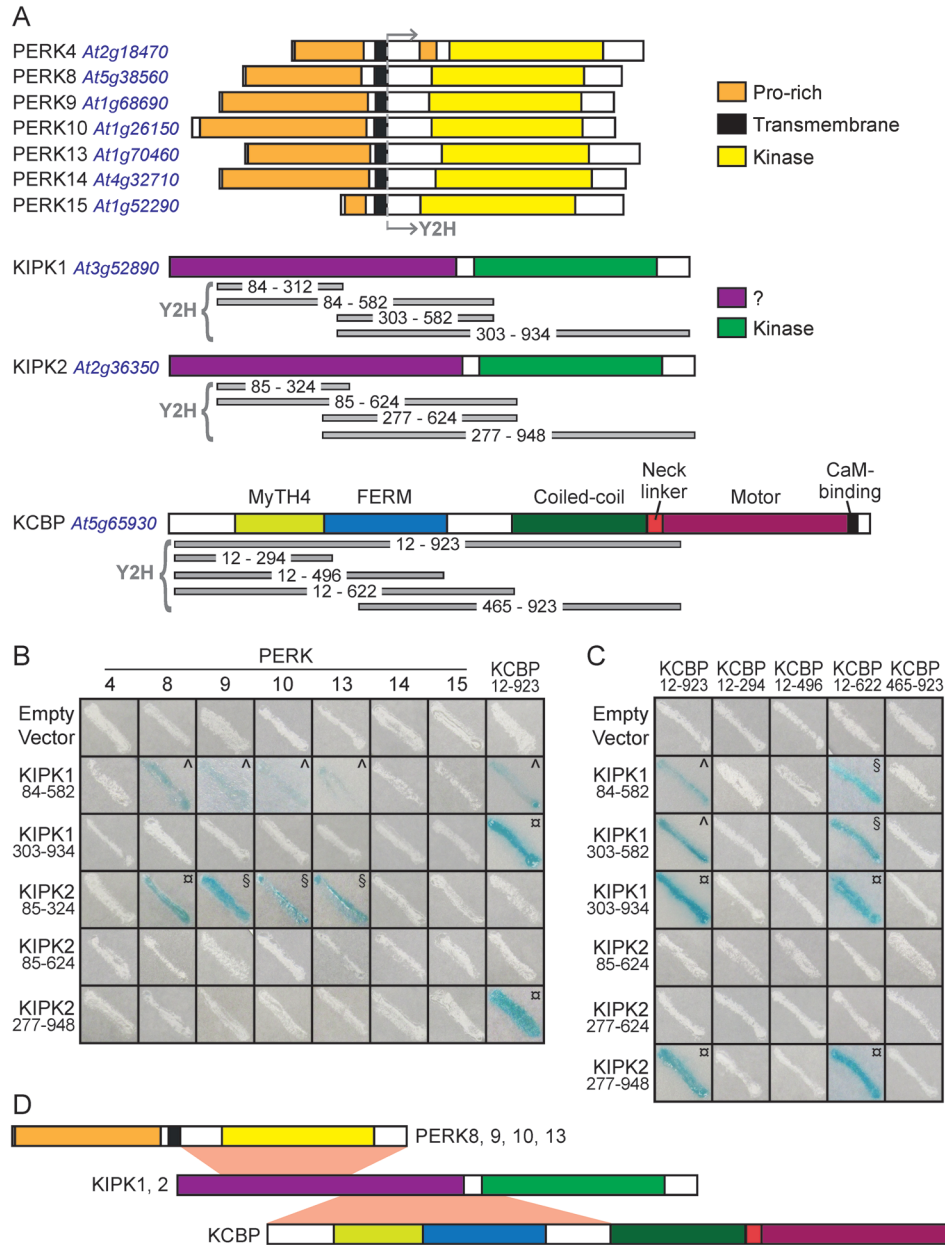 A
PERK4 At2g18470
PERK8 At5g38560
PERK9 At1g68690
PERK10 At1g26150
PERK13 At1g70460
PERK14 At4g32710
PERK15 At1g52290
Y2H
Pro-rich
Transmembrane
Kinase
KIPK1 At3g52890
Y2H
84 - 312
84 - 582
303 - 582
303 - 934
?
Kinase
KIPK2 At2g36350
Y2H
85 - 324
85 - 624
277 - 624
277 - 948
MyTH4
FERM
Coiled-coil
Neck
linker
Motor
CaM-
binding
KCBP At5g65930
Y2H
12 - 923
12 - 294
12 - 496
12 - 622
465 - 923
B
PERK
4 8 9 10 13 14 15 KCBP
12-923
Empty
Vector
KIPK1
84-582
^ ^ ^ ^ ^
KIPK1
303-934
¤
KIPK2
85-324
¤ § § §
KIPK2
85-624
KIPK2
277-948
¤
C
KCBP KCBP KCBP KCBP KCBP
12-923 12-294 12-496 12-622 465-923
Empty
Vector
KIPK1
84-582
^ §
KIPK1
303-582
^ §
KIPK1
303-934
¤ ¤
KIPK2
85-624
KIPK2
277-624
KIPK2
277-948
¤ ¤
D
PERK8, 9, 10, 13
KIPK1, 2
KCBP